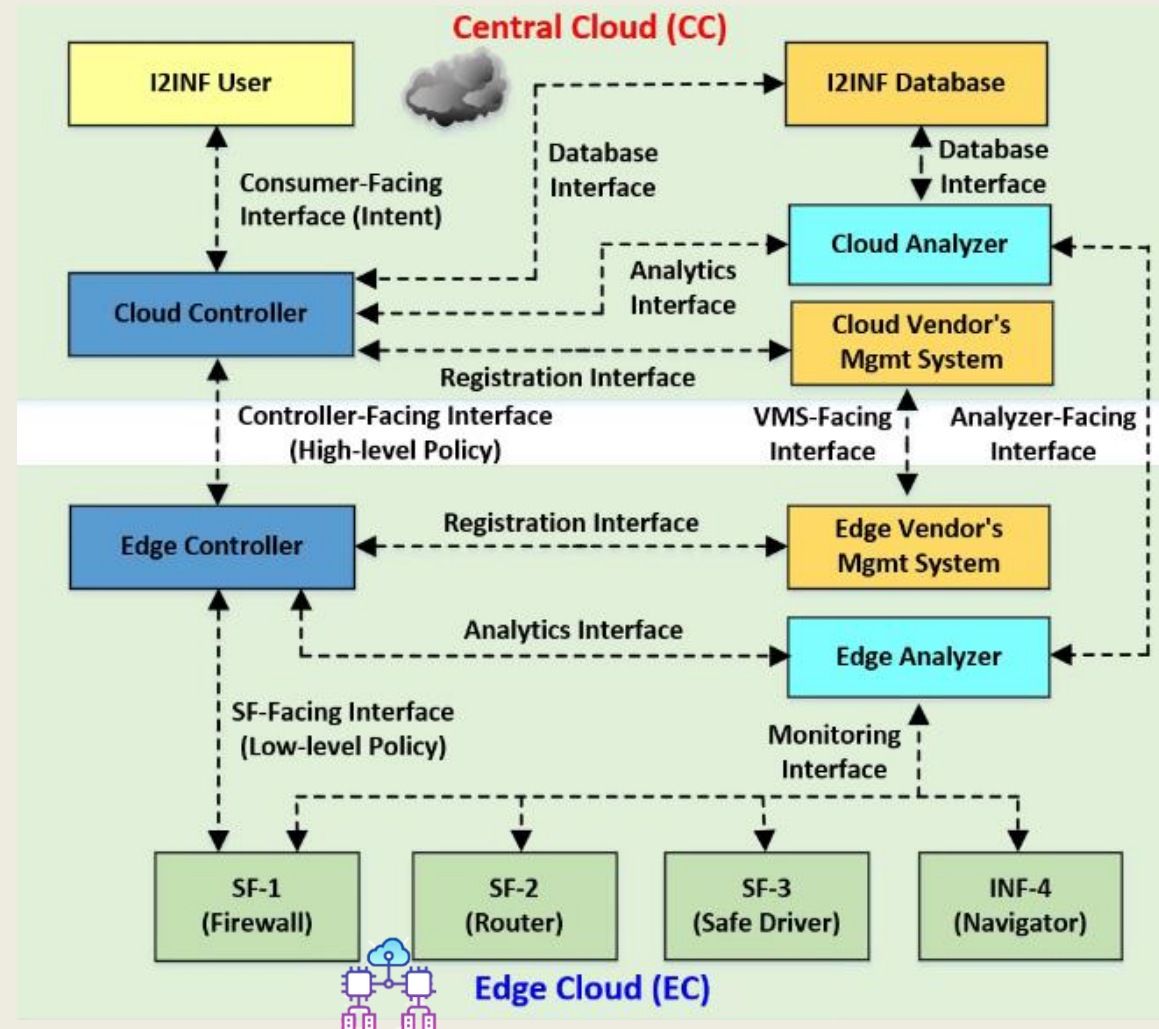 Central Cloud (CC)
I2INF User
I2INF Database
Database
Interface
Database
Interface
Consumer-Facing
Interface (Intent)
Cloud Analyzer
Analytics
Interface
Cloud Controller
Cloud Vendor's
Mgmt System
Registration Interface
Controller-Facing Interface
(High-level Policy)
VMS-Facing
Interface
Analyzer-Facing
Interface
Registration Interface
Edge Controller
Edge Vendor's
Mgmt System
Analytics Interface
Edge Analyzer
SF-Facing Interface
(Low-level Policy)
Monitoring
Interface
SF-1
(Firewall)
SF-2
(Router)
SF-3
(Safe Driver)
INF-4
(Navigator)
Edge Cloud (EC)